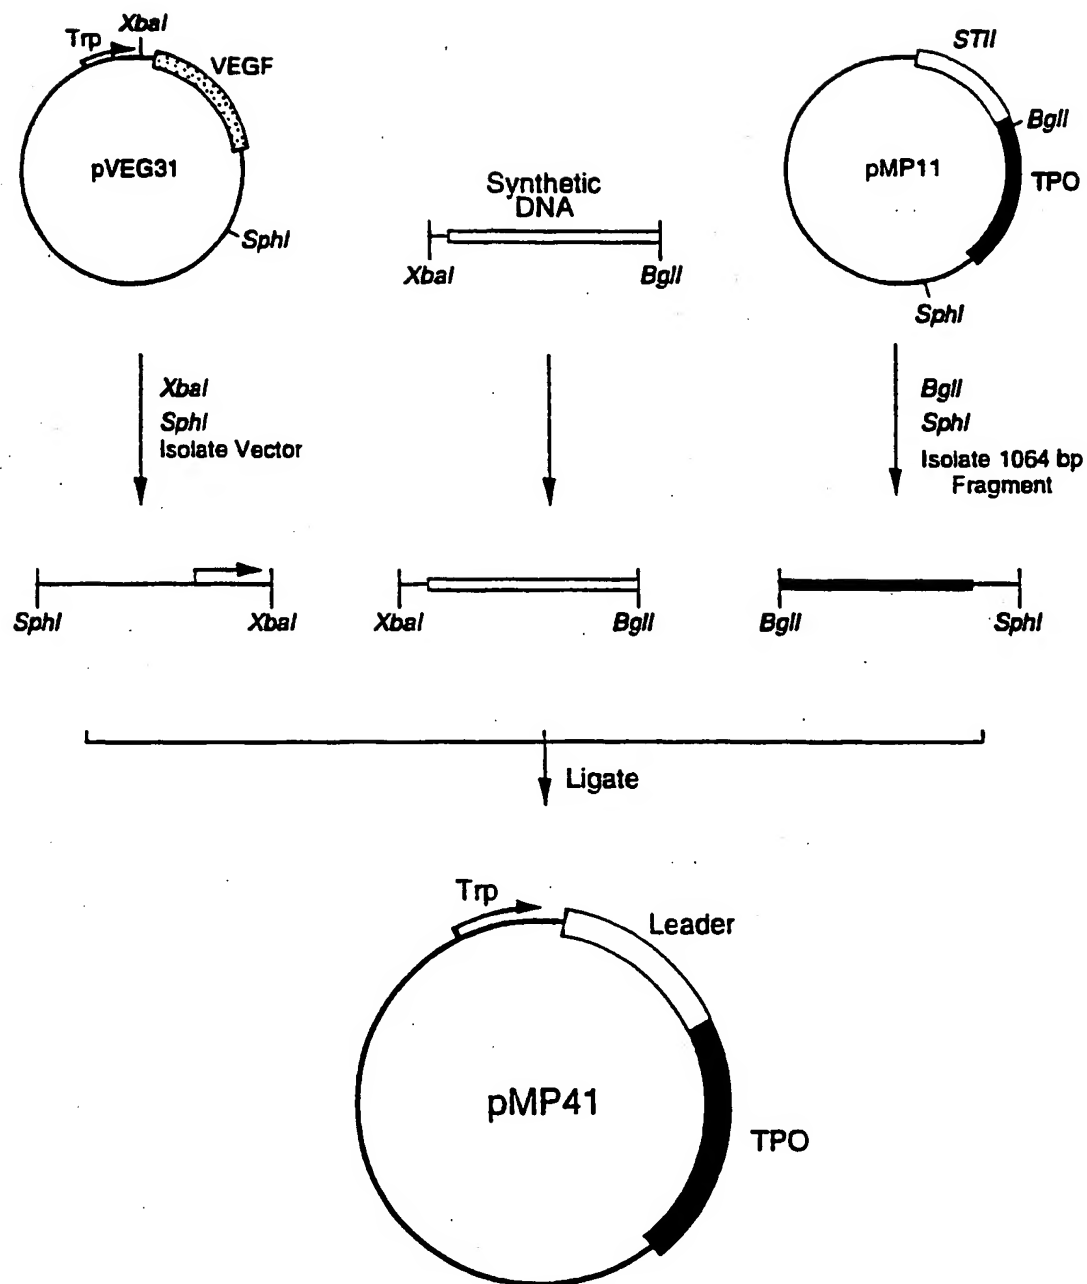 XbaI
Trp
VEGF
pVEG31
SphI
Synthetic
DNA
XbaI
BglI
STII
BglI
pMP11
TPO
SphI
XbaI
SphI
Isolate Vector
BglI
SphI
Isolate 1064 bp
Fragment
SphI
XbaI
XbaI
BglI
BglI
SphI
Ligate
Trp
Leader
pMP41
TPO